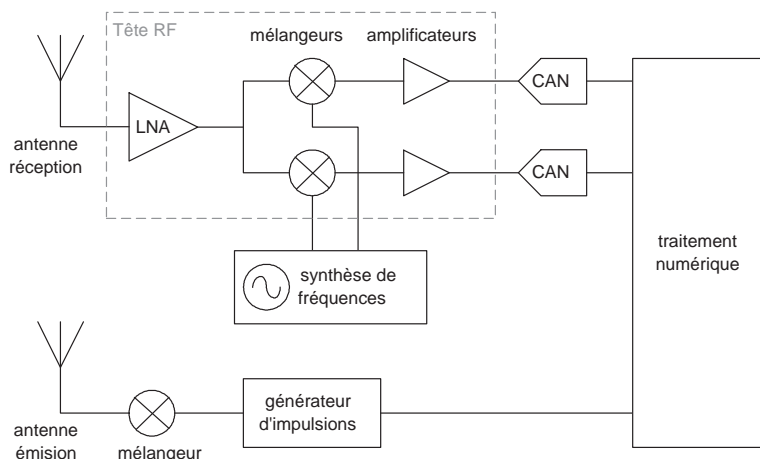 Tête RF
mélangeurs
amplificateurs
LNA
CAN
CAN
antenne
réception
synthèse de
fréquences
traitement
numérique
générateur
d'impulsions
antenne
émision
mélangeur